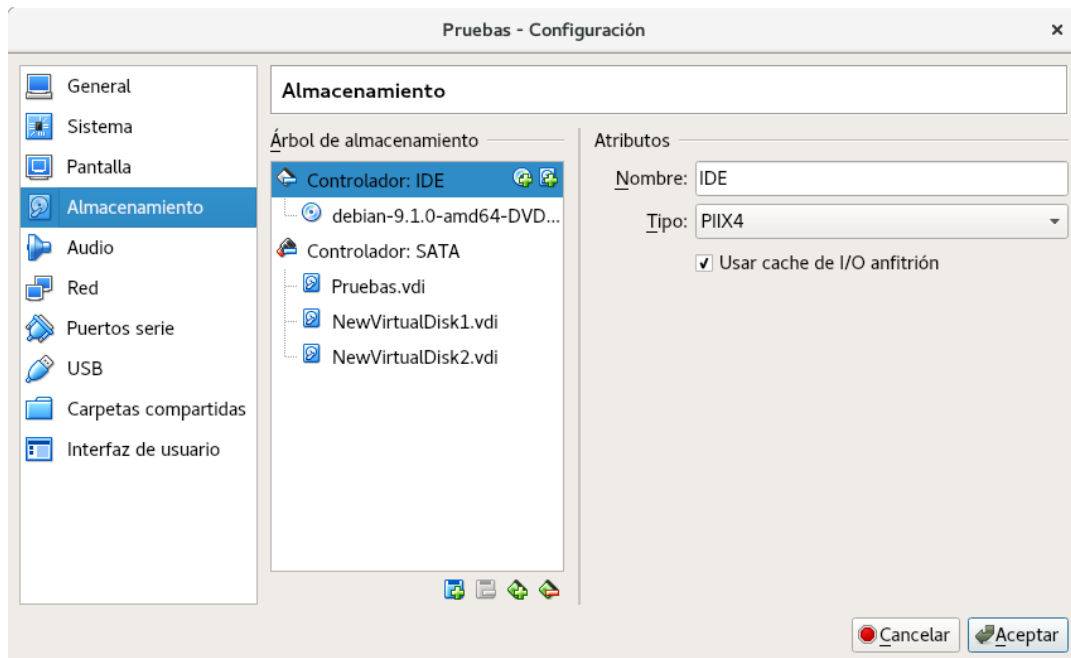 Pruebas - Configuración
General
Sistema
Pantalla
Almacenamiento
Audio
Red
Puertos serie
USB
Carpetas compartidas
Interfaz de usuario
Almacenamiento
Árbol de almacenamiento
Controlador: IDE
debian-9.1.0-amd64-DVD...
Controlador: SATA
Pruebas.vdi
NewVirtualDisk1.vdi
NewVirtualDisk2.vdi
Atributos
Nombre: IDE
Tipo: PIIX4
Usar cache de I/O anfitrión
Cancelar Aceptar